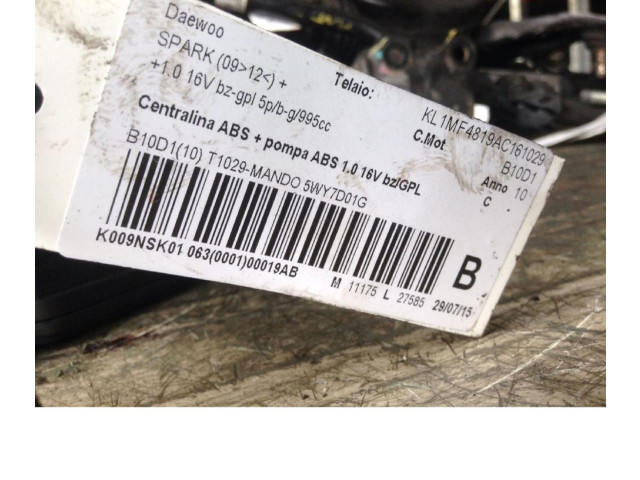 Daewoo
SPARK (09>12<) +
+1.0 16V bz-gpl 5p/b-g/995cc
Telaio: KL1MF4819AC161029
C.Mot B10D1
Centralina ABS + pompa ABS 1.0 16V bz/GPL
Anno 10
B10D1(10) T1029-MANDO 5WY7D01G
C
K009NSK01 063(0001)00019AB
B
M 11175 L 27585 29/07/15